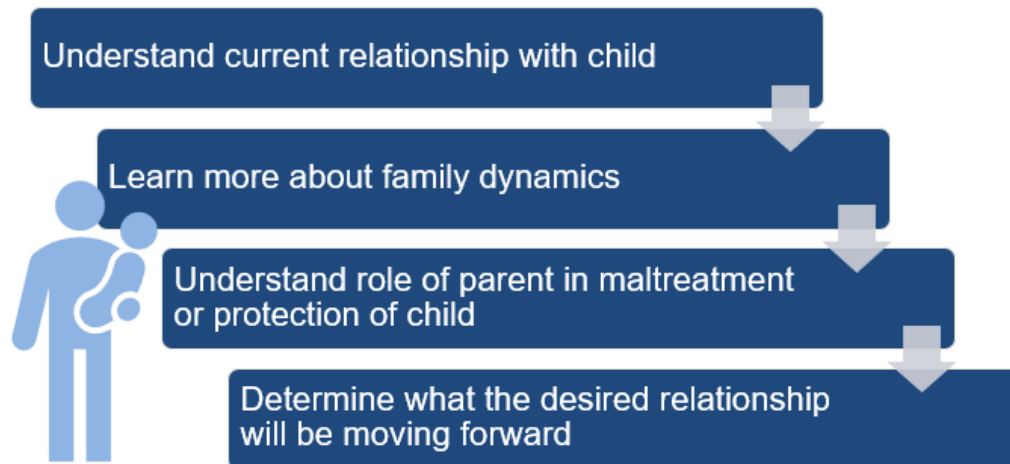 Understand current relationship with child
Learn more about family dynamics
Understand role of parent in maltreatment
or protection of child
Determine what the desired relationship
will be moving forward